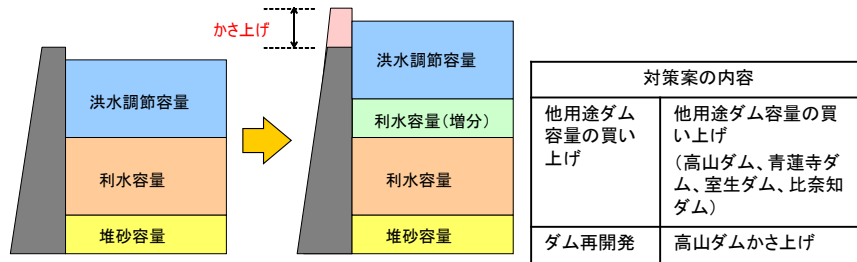 かさ上げ
洪水調節容量
利水容量
堆砂容量
洪水調節容量
利水容量(増分)
利水容量
堆砂容量
対策案の内容
他用途ダム
容量の買い
上げ
他用途ダム容量の買
い上げ
(高山ダム、青蓮寺ダ
ム、室生ダム、比奈知
ダム)
ダム再開発
高山ダムかさ上げ